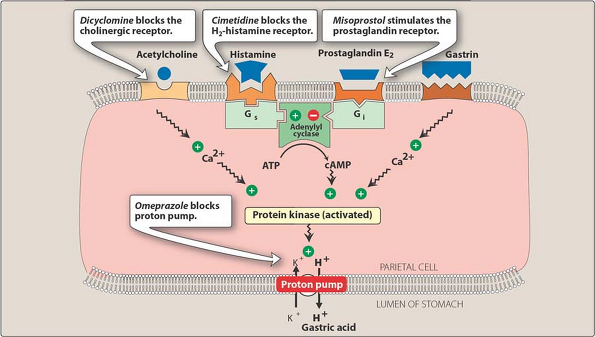 Dicyclomine blocks the
cholinergic receptor.
Cimetidine blocks the
H₂-histamine receptor.
Misoprostol stimulates the
prostaglandin receptor.
Acetylcholine
Histamine
Prostaglandin E₂
Gastrin
G s
G I
+ −
Adenylyl
cyclase
+
Ca²⁺
ATP
cAMP
+
Ca²⁺
+
+
+
Omeprazole blocks
proton pump.
Protein kinase (activated)
+
K⁺
H⁺
PARIETAL CELL
Proton pump
LUMEN OF STOMACH
K⁺
H⁺
Gastric acid